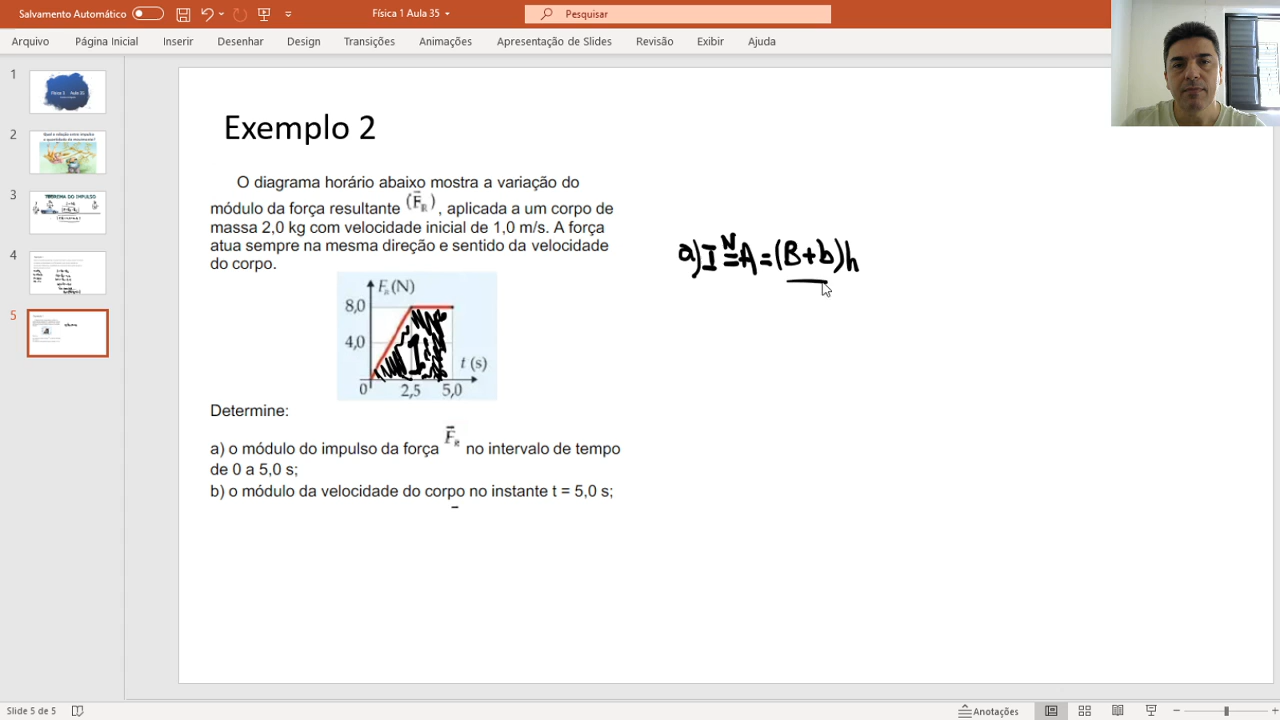 Salvamento Automático
Física 1 Aula 35
Pesquisar
Arquivo Página Inicial Inserir Desenhar Design Transições Animações Apresentação de Slides Revisão Exibir Ajuda
1
2
3
4
5
Exemplo 2
O diagrama horário abaixo mostra a variação do
módulo da força resultante (F_R), aplicada a um corpo de
massa 2,0 kg com velocidade inicial de 1,0 m/s. A força
atua sempre na mesma direção e sentido da velocidade
do corpo.
F_R (N)
8,0
4,0
I
t (s)
0 2,5 5,0
Determine:
a) o módulo do impulso da força F_R no intervalo de tempo
de 0 a 5,0 s;
b) o módulo da velocidade do corpo no instante t = 5,0 s;
a) I N= A = (B+b)h
Slide 5 de 5
Anotações